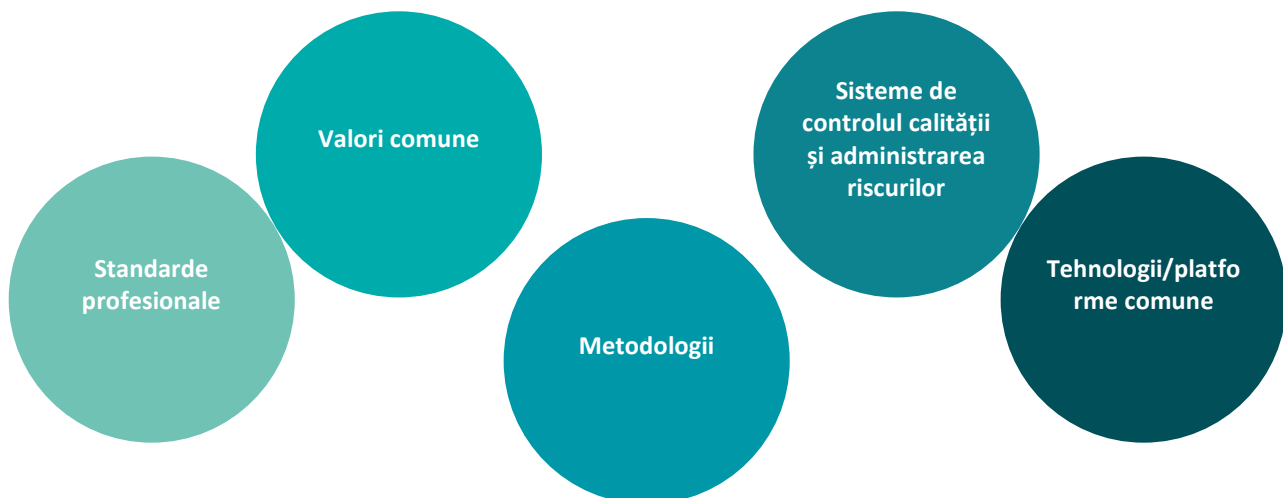 Standarde
profesionale
Valori comune
Metodologii
Sisteme de
controlul calității
și administrarea
riscurilor
Tehnologii/platfo
rme comune